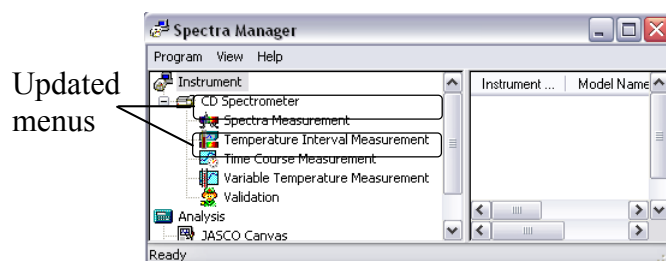 Spectra Manager
Program View Help
Updated
menus
Instrument
CD Spectrometer
Spectra Measurement
Temperature Interval Measurement
Time Course Measurement
Variable Temperature Measurement
Validation
Analysis
JASCO Canvas
Instrument ... Model Name
Ready